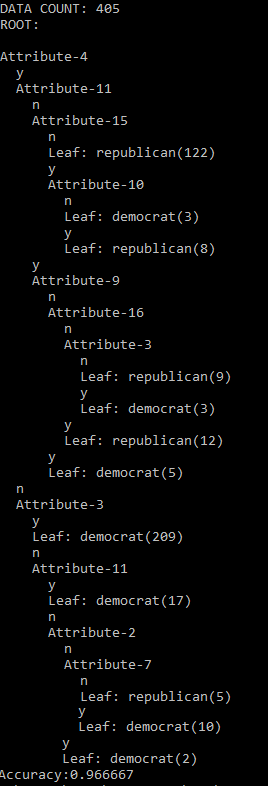 DATA COUNT: 405
ROOT:
Attribute-4
y
Attribute-11
n
Attribute-15
n
Leaf: republican(122)
y
Attribute-10
n
Leaf: democrat(3)
y
Leaf: republican(8)
y
Attribute-9
n
Attribute-16
n
Attribute-3
n
Leaf: republican(9)
y
Leaf: democrat(3)
y
Leaf: republican(12)
y
Leaf: democrat(5)
n
Attribute-3
y
Leaf: democrat(209)
n
Attribute-11
y
Leaf: democrat(17)
n
Attribute-2
n
Attribute-7
n
Leaf: republican(5)
y
Leaf: democrat(10)
y
Leaf: democrat(2)
Accuracy:0.966667